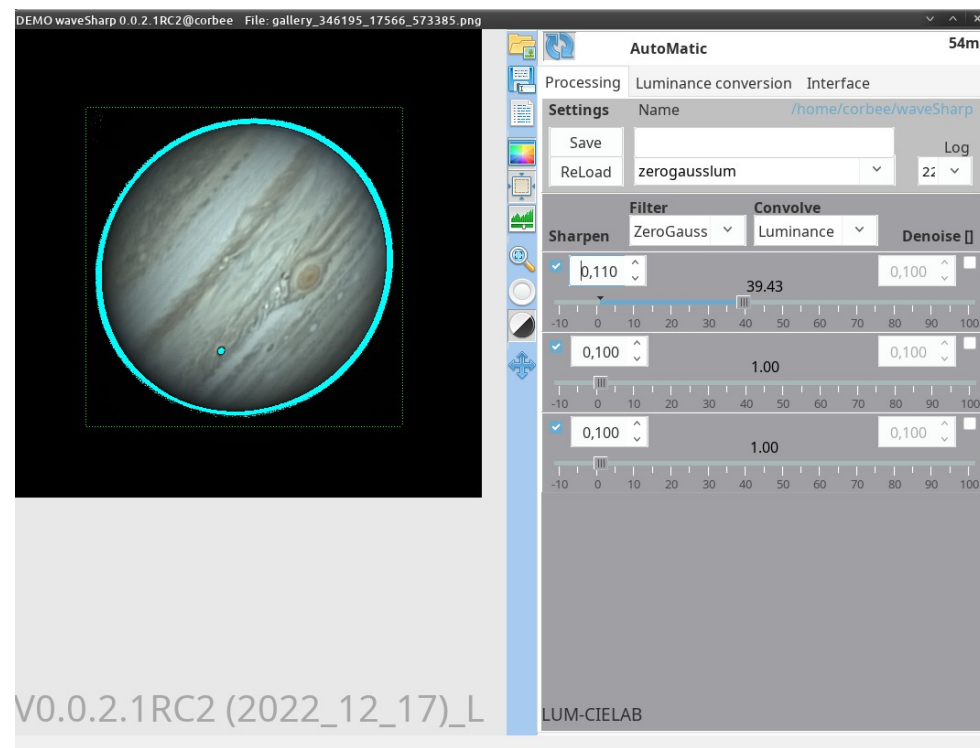 DEMO waveSharp 0.0.2.1RC2@corbee File: gallery_346195_17566_573385.png
AutoMatic 54m
Processing Luminance conversion Interface
Settings Name /home/corbee/waveSharp
Save Log
ReLoad zerogausslum 22
Filter Convolve
Sharpen ZeroGauss Luminance Denoise []
0,110 39.43 0,100
-10 0 10 20 30 40 50 60 70 80 90 100
0,100 1.00 0,100
-10 0 10 20 30 40 50 60 70 80 90 100
0,100 1.00 0,100
-10 0 10 20 30 40 50 60 70 80 90 100
V0.0.2.1RC2 (2022_12_17)_L
LUM-CIELAB